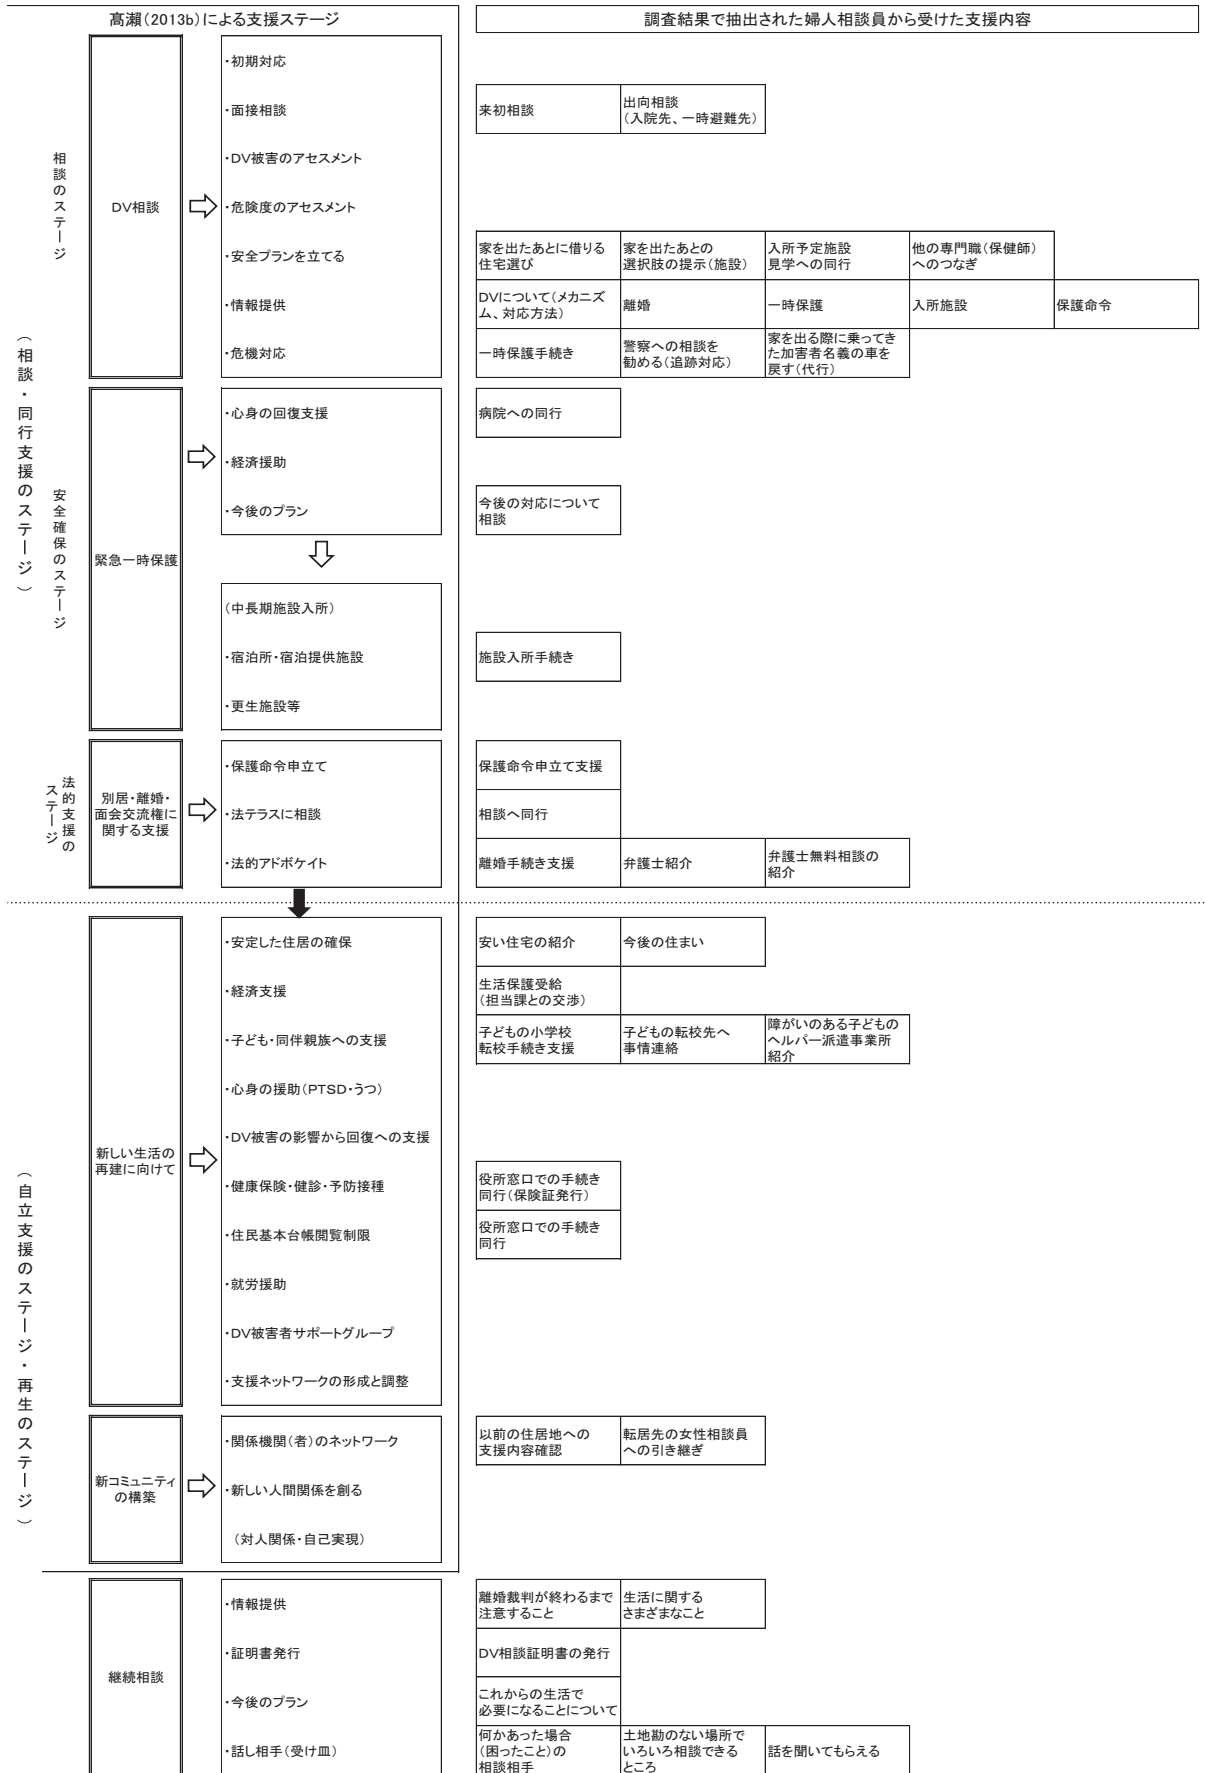 髙瀬(2013b)による支援ステージ
調査結果で抽出された婦人相談員から受けた支援内容
(相談・同行支援のステージ)
相談のステージ
DV相談
・初期対応
・面接相談
・DV被害のアセスメント
・危険度のアセスメント
・安全プランを立てる
・情報提供
・危機対応
来初相談
出向相談
(入院先、一時避難先)
家を出たあとに借りる
住宅選び
家を出たあとの
選択肢の提示(施設)
入所予定施設
見学への同行
他の専門職(保健師)
へのつなぎ
DVについて(メカニズ
ム、対応方法)
離婚
一時保護
入所施設
保護命令
一時保護手続き
警察への相談を
勧める(追跡対応)
家を出る際に乗ってき
た加害者名義の車を
戻す(代行)
安全確保のステージ
緊急一時保護
・心身の回復支援
・経済援助
・今後のプラン
病院への同行
今後の対応について
相談
(中長期施設入所)
・宿泊所・宿泊提供施設
・更生施設等
施設入所手続き
法的支援の
ステージ
別居・離婚・
面会交流権に
関する支援
・保護命令申立て
・法テラスに相談
・法的アドボケイト
保護命令申立て支援
相談へ同行
離婚手続き支援
弁護士紹介
弁護士無料相談の
紹介
(自立支援のステージ・再生のステージ)
新しい生活の
再建に向けて
・安定した住居の確保
・経済支援
・子ども・同伴親族への支援
・心身の援助(PTSD・うつ)
・DV被害の影響から回復への支援
・健康保険・健診・予防接種
・住民基本台帳閲覧制限
・就労援助
・DV被害者サポートグループ
・支援ネットワークの形成と調整
安い住宅の紹介
今後の住まい
生活保護受給
(担当課との交渉)
子どもの小学校
転校手続き支援
子どもの転校先へ
事情連絡
障がいのある子どもの
ヘルパー派遣事業所
紹介
役所窓口での手続き
同行(保険証発行)
役所窓口での手続き
同行
新コミュニティ
の構築
・関係機関(者)のネットワーク
・新しい人間関係を創る
(対人関係・自己実現)
以前の住居地への
支援内容確認
転居先の女性相談員
への引き継ぎ
継続相談
・情報提供
・証明書発行
・今後のプラン
・話し相手(受け皿)
離婚裁判が終わるまで
注意すること
生活に関する
さまざまなこと
DV相談証明書の発行
これからの生活で
必要になることについて
何かあった場合
(困ったこと)の
相談相手
土地勘のない場所で
いろいろ相談できる
ところ
話を聞いてもらえる